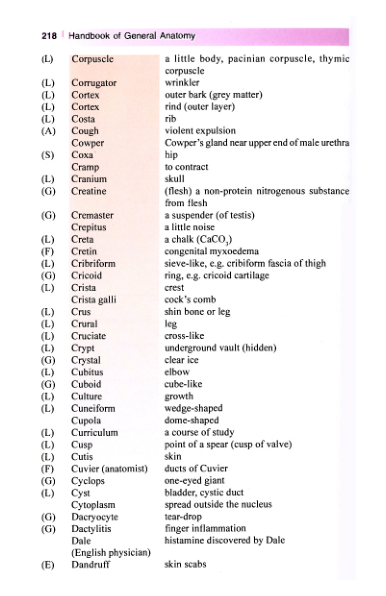 218 Handbook of General Anatomy
(L) Corpuscle a little body, pacinian corpuscle, thymic
corpuscle
(L) Corrugator wrinkler
(L) Cortex outer bark (grey matter)
(L) Cortex rind (outer layer)
(L) Costa rib
(A) Cough violent expulsion
Cowper Cowper's gland near upper end of male urethra
(S) Coxa hip
Cramp to contract
(L) Cranium skull
(G) Creatine (flesh) a non-protein nitrogenous substance
from flesh
(G) Cremaster a suspender (of testis)
Crepitus a little noise
(L) Creta a chalk (CaCO₃)
(F) Cretin congenital myxoedema
(L) Cribriform sieve-like, e.g. cribiform fascia of thigh
(G) Cricoid ring, e.g. cricoid cartilage
(L) Crista crest
Crista galli cock's comb
(L) Crus shin bone or leg
(L) Crural leg
(L) Cruciate cross-like
(L) Crypt underground vault (hidden)
(G) Crystal clear ice
(L) Cubitus elbow
(G) Cuboid cube-like
(L) Culture growth
(L) Cuneiform wedge-shaped
Cupola dome-shaped
(L) Curriculum a course of study
(L) Cusp point of a spear (cusp of valve)
(L) Cutis skin
(F) Cuvier (anatomist) ducts of Cuvier
(G) Cyclops one-eyed giant
(L) Cyst bladder, cystic duct
Cytoplasm spread outside the nucleus
(G) Dacryocyte tear-drop
(G) Dactylitis finger inflammation
Dale histamine discovered by Dale
(English physician)
(E) Dandruff skin scabs